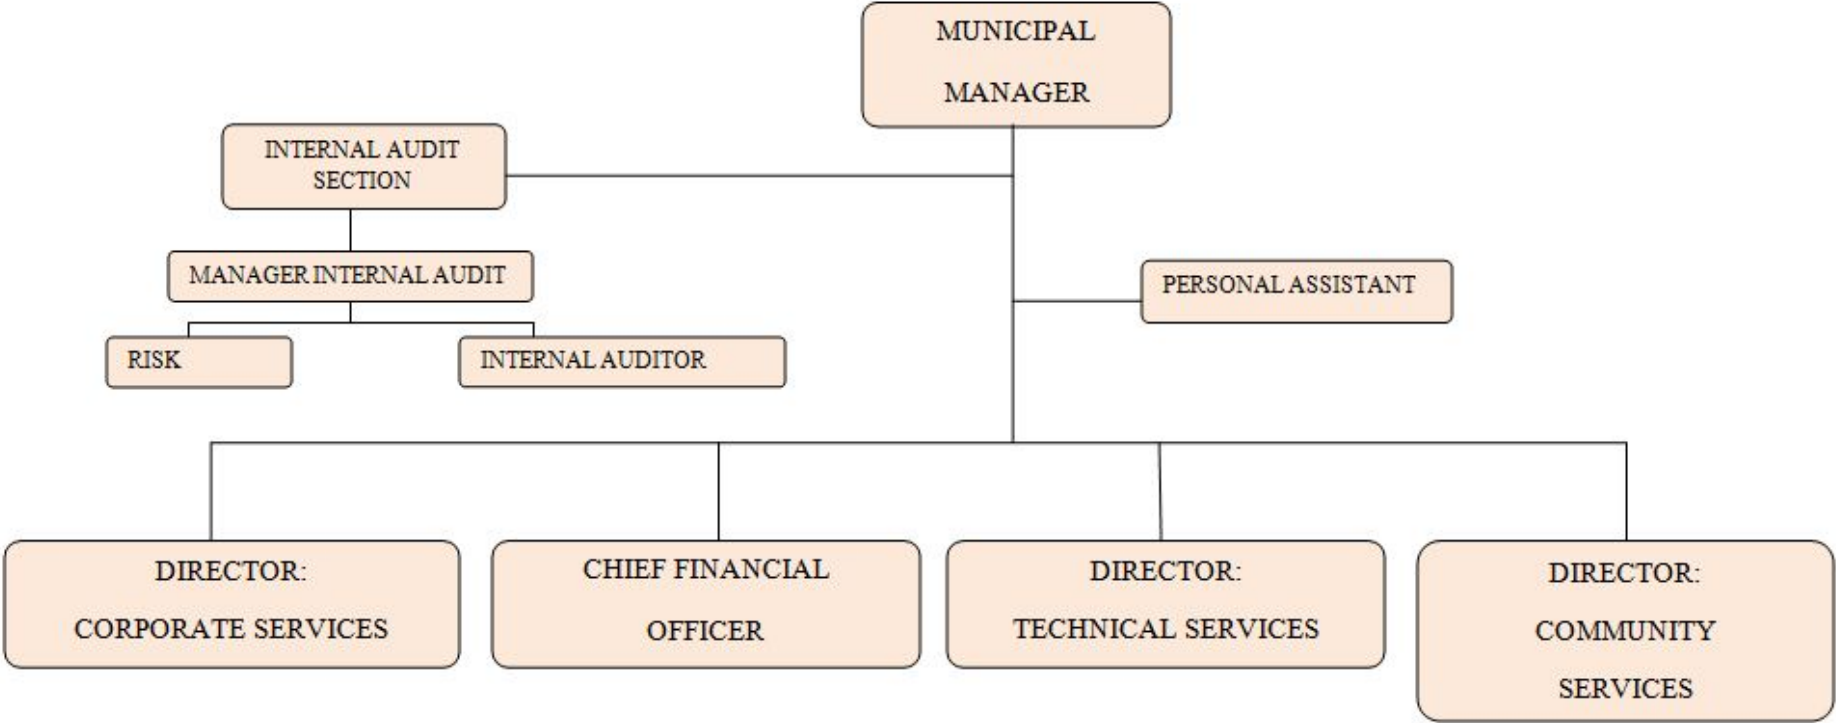 MUNICIPAL
MANAGER
INTERNAL AUDIT
SECTION
MANAGER INTERNAL AUDIT
PERSONAL ASSISTANT
RISK
INTERNAL AUDITOR
DIRECTOR:
CORPORATE SERVICES
CHIEF FINANCIAL
OFFICER
DIRECTOR:
TECHNICAL SERVICES
DIRECTOR:
COMMUNITY
SERVICES